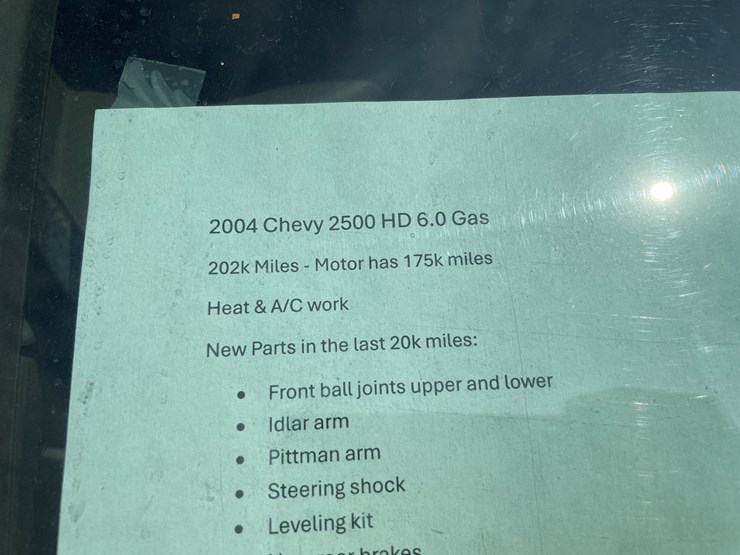 2004 Chevy 2500 HD 6.0 Gas
202k Miles - Motor has 175k miles
Heat & A/C work
New Parts in the last 20k miles:
• Front ball joints upper and lower
• Idlar arm
• Pittman arm
• Steering shock
• Leveling kit
brakes